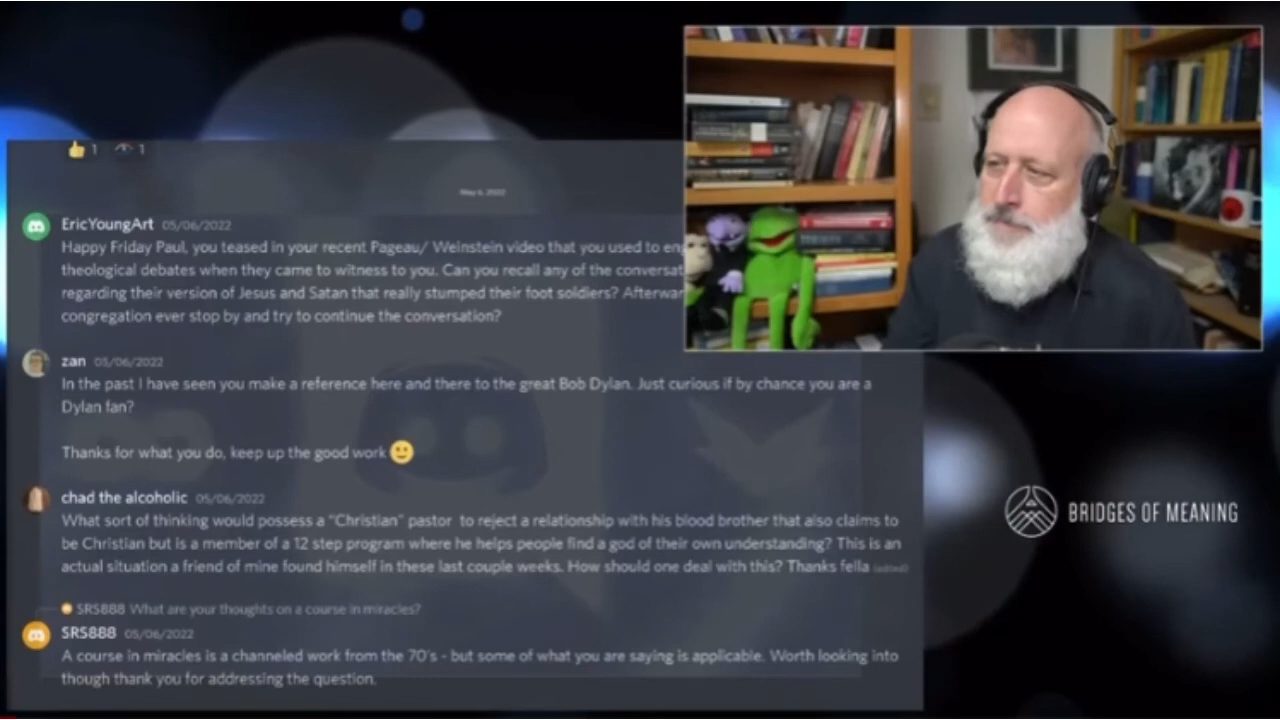 1 1
May 6, 2022
EricYoungArt 05/06/2022
Happy Friday Paul, you teased in your recent Pageau/ Weinstein video that you used to eng
theological debates when they came to witness to you. Can you recall any of the conversat
regarding their version of Jesus and Satan that really stumped their foot soldiers? Afterwar
congregation ever stop by and try to continue the conversation?
zan 05/06/2022
In the past I have seen you make a reference here and there to the great Bob Dylan. Just curious if by chance you are a
Dylan fan?
Thanks for what you do, keep up the good work
chad the alcoholic 05/06/2022
What sort of thinking would possess a "Christian" pastor to reject a relationship with his blood brother that also claims to
be Christian but is a member of a 12 step program where he helps people find a god of their own understanding? This is an
actual situation a friend of mine found himself in these last couple weeks. How should one deal with this? Thanks fella (edited)
SRS888 What are your thoughts on a course in miracles?
SRS888 05/06/2022
A course in miracles is a channeled work from the 70's - but some of what you are saying is applicable. Worth looking into
though thank you for addressing the question.
BRIDGES OF MEANING